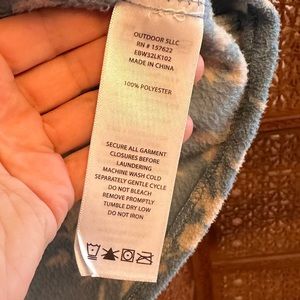 OUTDOOR 5LLC
RN # 157622
EBW32LK102
MADE IN CHINA
100% POLYESTER
SECURE ALL GARMENT
CLOSURES BEFORE
LAUNDERING
MACHINE WASH COLD
SEPARATELY GENTLE CYCLE
DO NOT BLEACH
REMOVE PROMPTLY
TUMBLE DRY LOW
DO NOT IRON